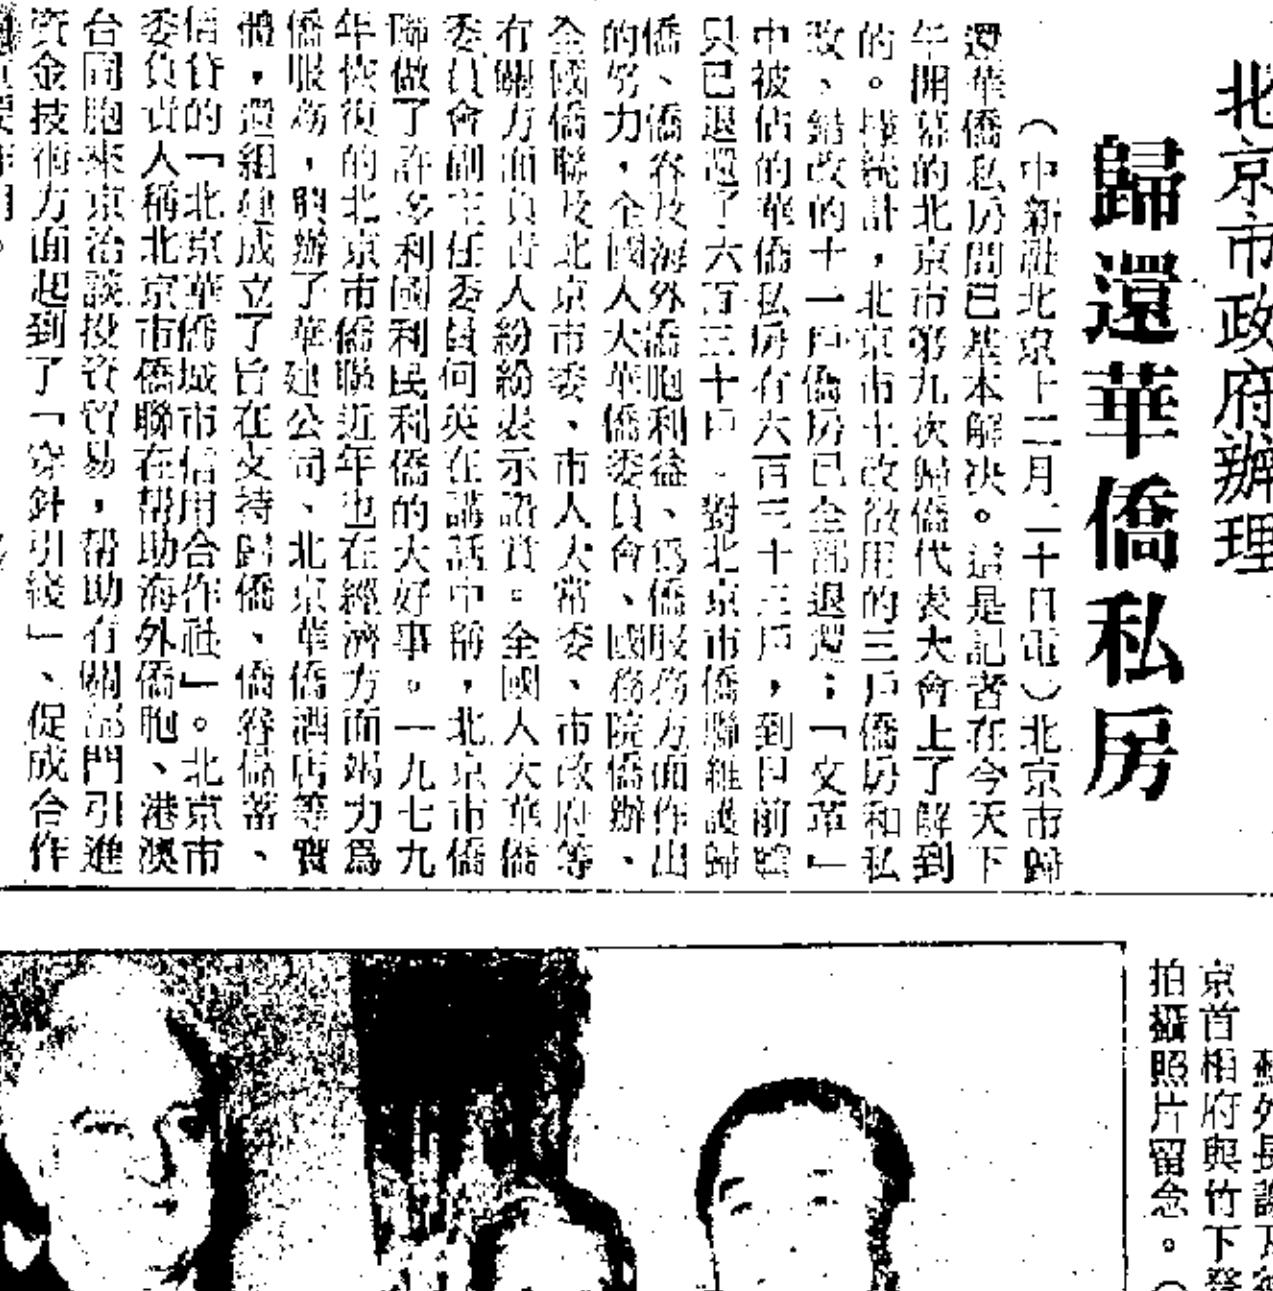 北京市政府辦理
歸還華僑私房
（中新社北京十二月二十日電）北京市歸
還華僑私房問已基本解决。這是記者在今天下
午開幕的北京市第九次歸僑代表大會上了解到
的。據統計，北京市土改徵用的三戶僑房和私
改、錯改的十一戶僑房已全部退還；「文革」
中被佔的華僑私房有六百三十三戶，到目前
只已退還了六百三十戶。對北京市僑聯維護歸
僑、僑眷及海外僑胞利益、爲僑服務方面作出
的努力，全國人大華僑委員會、國務院僑辦、
全國僑聯及北京市委、市人大常委、市政府等
有關方面負責人紛紛表示讚賞。全國人大華僑
委員會副主任委員何英在講話中稱，北京市僑
聯做了許多利國利民利僑的大好事。一九七九
年恢復的北京市僑聯近年也在經濟方面竭力爲
僑服務，興辦了華建公司、北京華僑酒店等實
體，還組建成立了旨在支持歸僑、僑眷儲蓄、
信貸的「北京華僑城市信用合作社」。北京市
委負責人稱北京市僑聯在幫助海外僑胞、港澳
台同胞來京洽談投資貿易，幫助有關部門引進
資金技術方面起到了「穿針引綫」、促成合作
京首相府與竹下登
拍攝照片留念。（